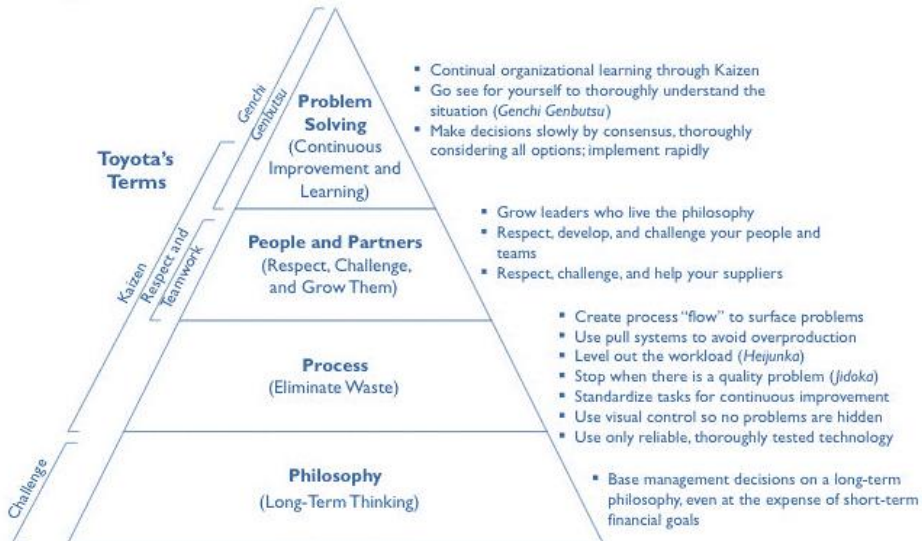 Toyota's
Terms
Genchi
Genbutsu
Kaizen
Respect and
Teamwork
Challenge
Problem
Solving
(Continuous
Improvement and
Learning)
▪ Continual organizational learning through Kaizen
▪ Go see for yourself to thoroughly understand the
situation (Genchi Genbutsu)
▪ Make decisions slowly by consensus, thoroughly
considering all options; implement rapidly
People and Partners
(Respect, Challenge,
and Grow Them)
▪ Grow leaders who live the philosophy
▪ Respect, develop, and challenge your people and
teams
▪ Respect, challenge, and help your suppliers
Process
(Eliminate Waste)
▪ Create process "flow" to surface problems
▪ Use pull systems to avoid overproduction
▪ Level out the workload (Heijunka)
▪ Stop when there is a quality problem (Jidoka)
▪ Standardize tasks for continuous improvement
▪ Use visual control so no problems are hidden
▪ Use only reliable, thoroughly tested technology
Philosophy
(Long-Term Thinking)
▪ Base management decisions on a long-term
philosophy, even at the expense of short-term
financial goals